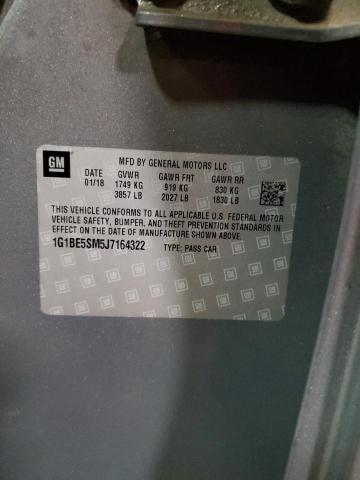 GM
MFD BY GENERAL MOTORS LLC
DATE GVWR GAWR FRT GAWR RR
01/18 1749 KG 919 KG 830 KG
3857 LB 2027 LB 1830 LB
THIS VEHICLE CONFORMS TO ALL APPLICABLE U.S. FEDERAL MOTOR
VEHICLE SAFETY, BUMPER, AND THEFT PREVENTION STANDARDS IN
EFFECT ON THE DATE OF MANUFACTURE SHOWN ABOVE.
1G1BE5SM5J7164322 TYPE: PASS CAR